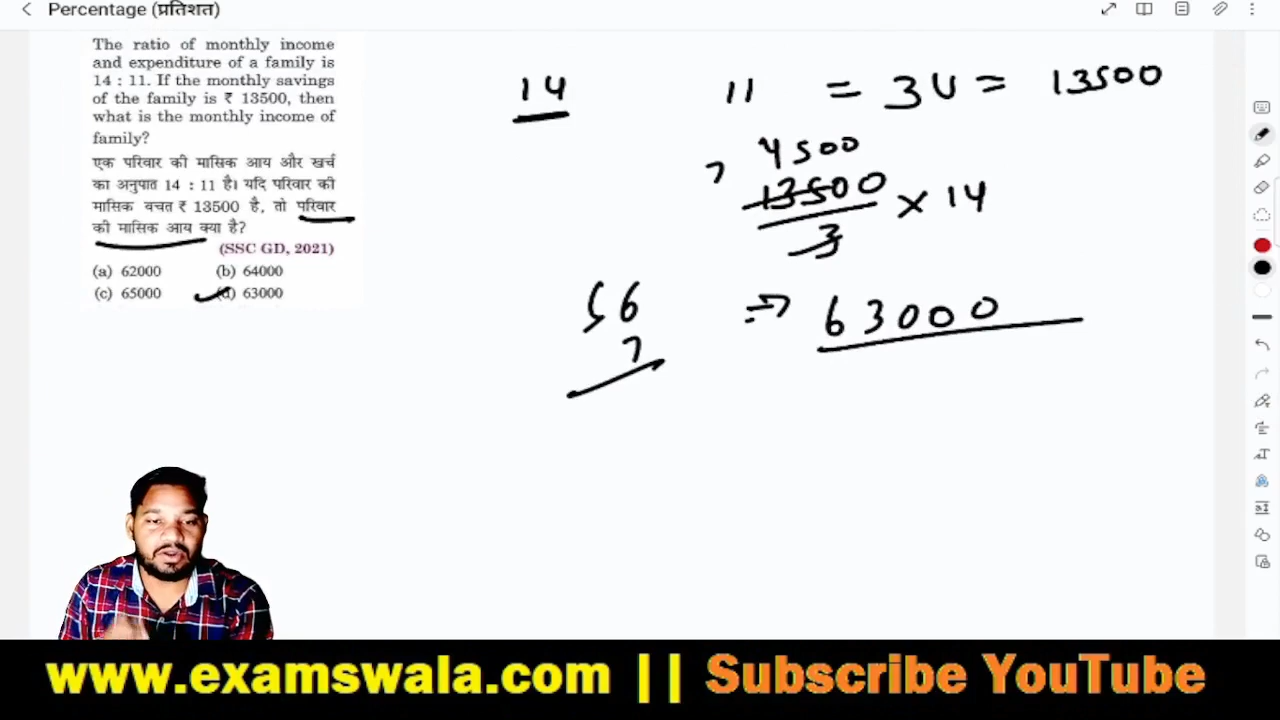 Percentage (प्रतिशत)
The ratio of monthly income
and expenditure of a family is
14 : 11. If the monthly savings
of the family is ₹ 13500, then
what is the monthly income of
family?
एक परिवार की मासिक आय और खर्च
का अनुपात 14 : 11 है। यदि परिवार की
मासिक बचत ₹ 13500 है, तो परिवार
की मासिक आय क्या है?
(SSC GD, 2021)
(a) 62000 (b) 64000
(c) 65000 (d) 63000
14 11 = 3U = 13500
4500
13500 × 14
3
56
7
⇒ 63000
www.examswala.com || Subscribe YouTube